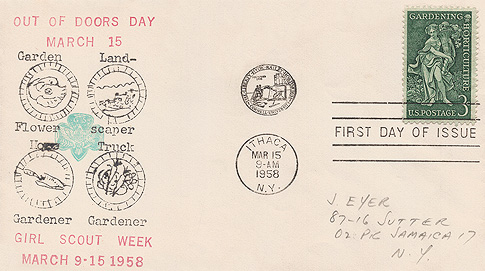 OUT OF DOORS DAY
MARCH 15
Garden Land-
Flower scaper
Truck
Gardener Gardener
GIRL SCOUT WEEK
MARCH 9-15 1958
ITHACA
MAR 15
9-AM
1958
N.Y.
GARDENING
HORTICULTURE
U.S. POSTAGE 3¢
FIRST DAY OF ISSUE
J. EYER
87-16 SUTTER
OZ PK JAMAICA 17
N.Y.